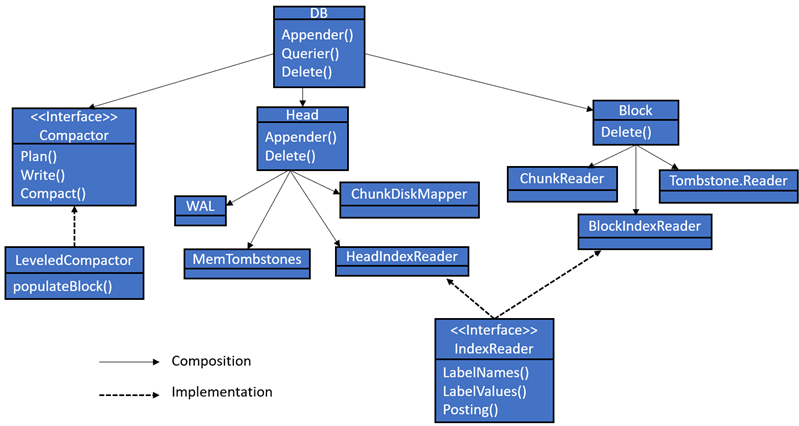 DB
Appender()
Querier()
Delete()
<<Interface>>
Compactor
Plan()
Write()
Compact()
Head
Appender()
Delete()
Block
Delete()
WAL
ChunkDiskMapper
ChunkReader
Tombstone.Reader
LeveledCompactor
populateBlock()
MemTombstones
HeadIndexReader
BlockIndexReader
<<Interface>>
IndexReader
LabelNames()
LabelValues()
Posting()
Composition
Implementation